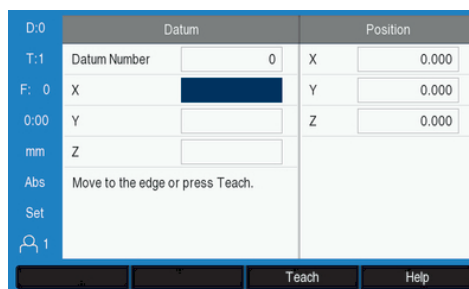 D:0
T:1
F: 0
0:00
mm
Abs
Set
1
Datum
Datum Number 0
X
Y
Z
Move to the edge or press Teach.
Position
X 0.000
Y 0.000
Z 0.000
Teach Help